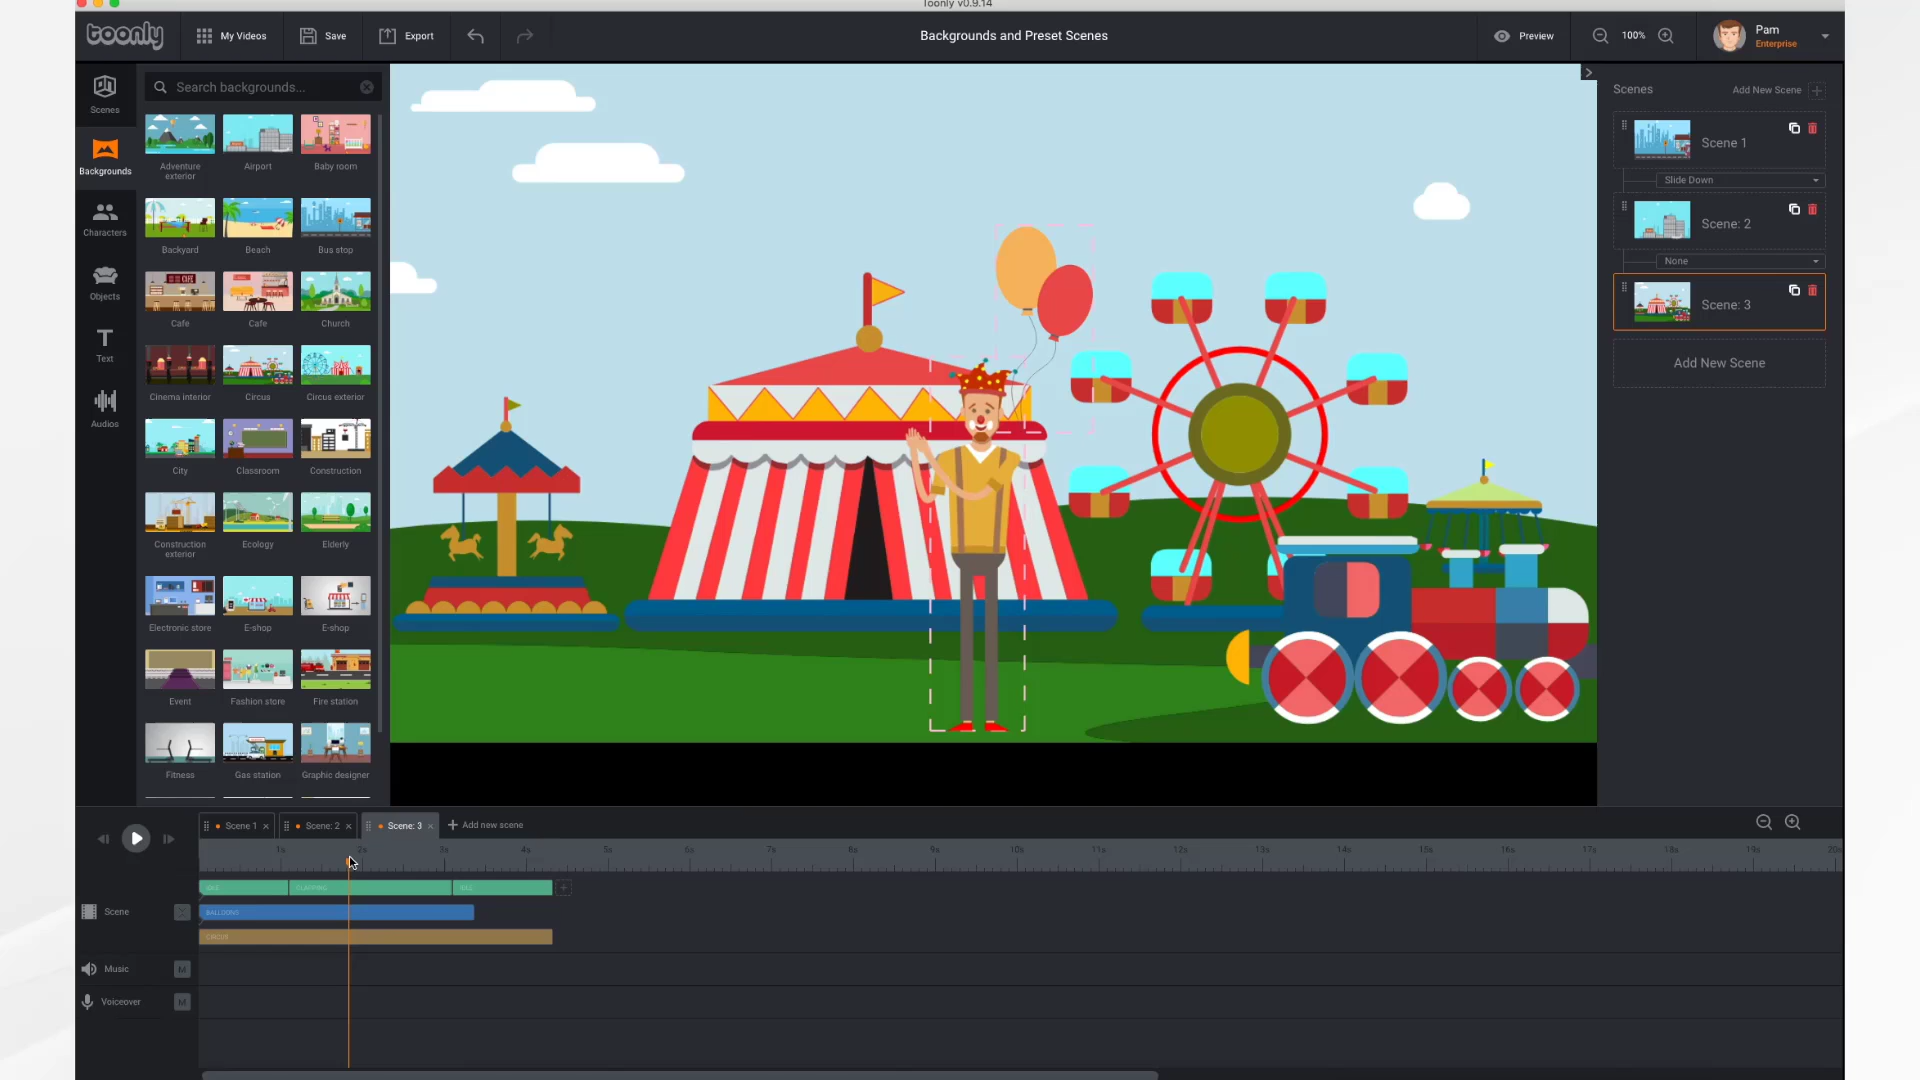 Toonly v0.9.14
toonly
My Videos
Save
Export
Backgrounds and Preset Scenes
Preview
100%
Pam
Enterprise
Scenes
Backgrounds
Characters
Objects
Text
Audios
Search backgrounds...
Adventure exterior
Airport
Baby room
Backyard
Beach
Bus stop
Cafe
Cafe
Church
Cinema interior
Circus
Circus exterior
City
Classroom
Construction
Construction exterior
Ecology
Elderly
Electronic store
E-shop
E-shop
Event
Fashion store
Fire station
Fitness
Gas station
Graphic designer
Scenes
Add New Scene
Scene 1
Slide Down
Scene: 2
None
Scene: 3
Add New Scene
Scene 1
Scene: 2
Scene: 3
Add new scene
1s 2s 3s 4s 5s 6s 7s 8s 9s 10s 11s 12s 13s 14s 15s 16s 17s 18s 19s 20s
CLAPPING
BALLOONS
CIRCUS
Scene
Music
M
Voiceover
M